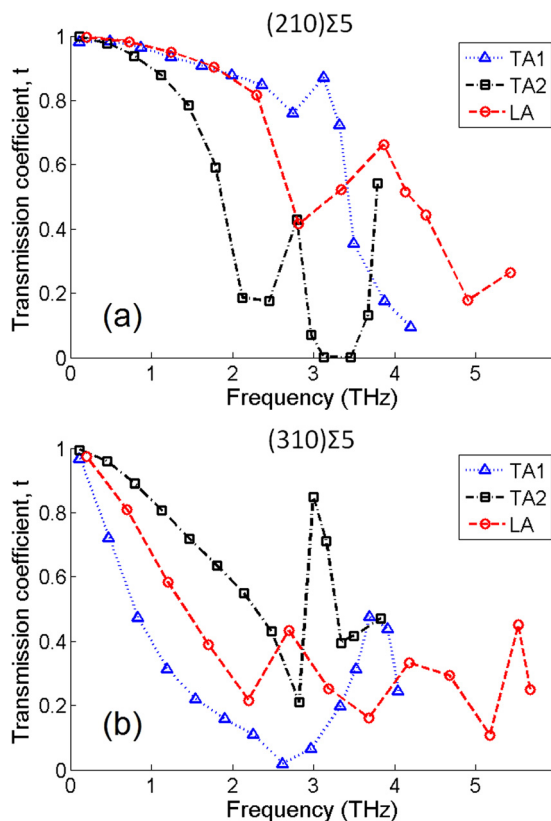 (210)Σ5
Transmission coefficient, t
1
0.8
0.6
0.4
0.2
0
TA1
TA2
LA
(a)
0 1 2 3 4 5
Frequency (THz)
(310)Σ5
Transmission coefficient, t
1
0.8
0.6
0.4
0.2
0
TA1
TA2
LA
(b)
0 1 2 3 4 5
Frequency (THz)